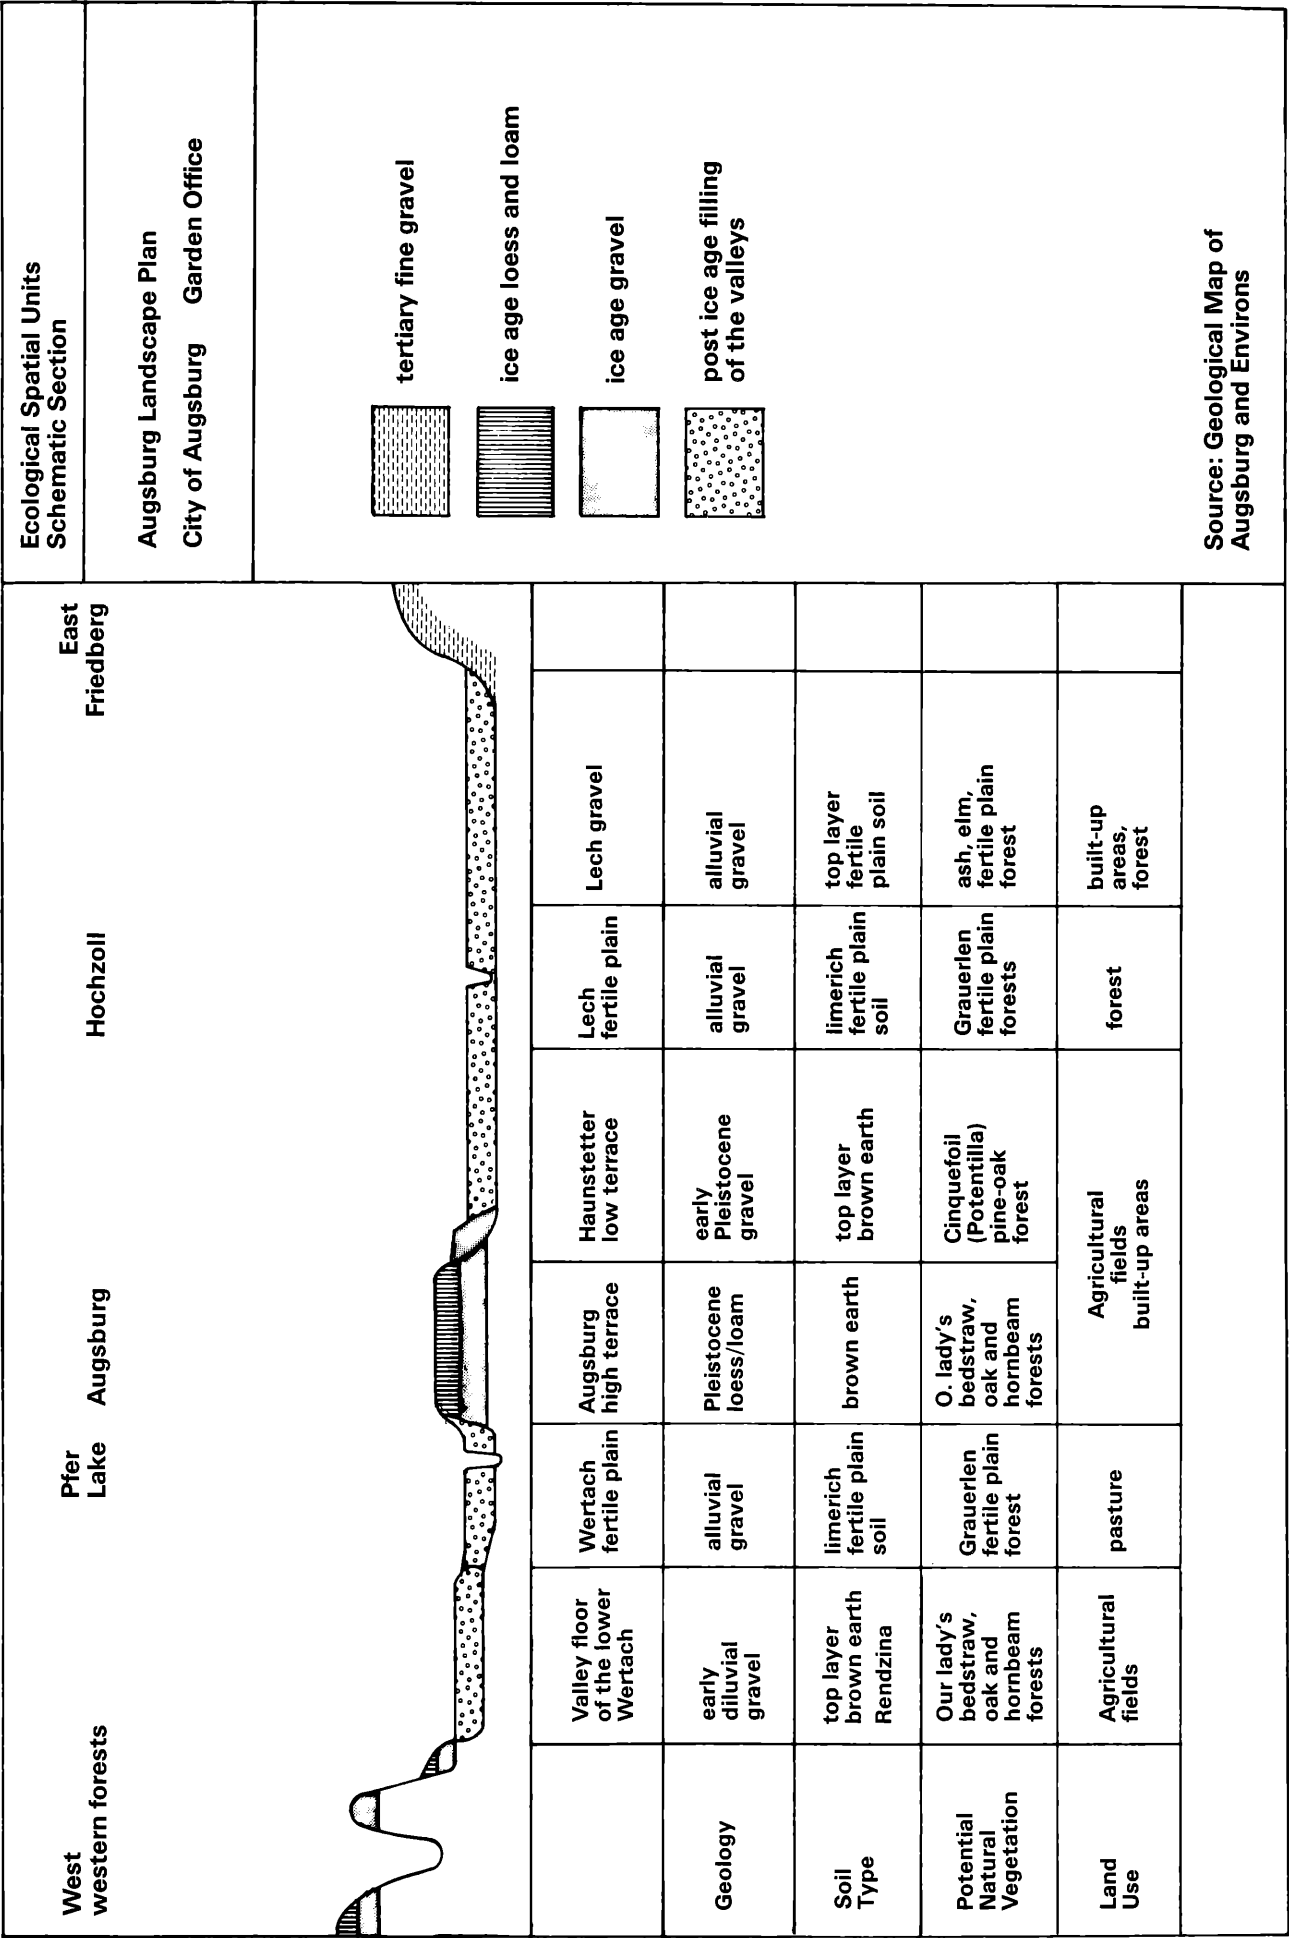 West
western forests
Pfer
Lake
Augsburg
Hochzoll
East
Friedberg
Valley floor
of the lower
Wertach
Wertach
fertile plain
Augsburg
high terrace
Haunstetter
low terrace
Lech
fertile plain
Lech gravel
Geology
early
diluvial
gravel
alluvial
gravel
Pleistocene
loess/loam
early
Pleistocene
gravel
alluvial
gravel
alluvial
gravel
Soil
Type
top layer
brown earth
Rendzina
limerich
fertile plain
soil
brown earth
top layer
brown earth
limerich
fertile plain
soil
top layer
fertile
plain soil
Potential
Natural
Vegetation
Our lady's
bedstraw,
oak and
hornbeam
forests
Grauerlen
fertile plain
forest
O. lady's
bedstraw,
oak and
hornbeam
forests
Cinquefoil
(Potentilla)
pine-oak
forest
Grauerlen
fertile plain
forests
ash, elm,
fertile plain
forest
Land
Use
Agricultural
fields
pasture
Agricultural
fields
built-up areas
forest
built-up
areas,
forest
Ecological Spatial Units
Schematic Section
Augsburg Landscape Plan
City of Augsburg Garden Office
tertiary fine gravel
ice age loess and loam
ice age gravel
post ice age filling
of the valleys
Source: Geological Map of
Augsburg and Environs